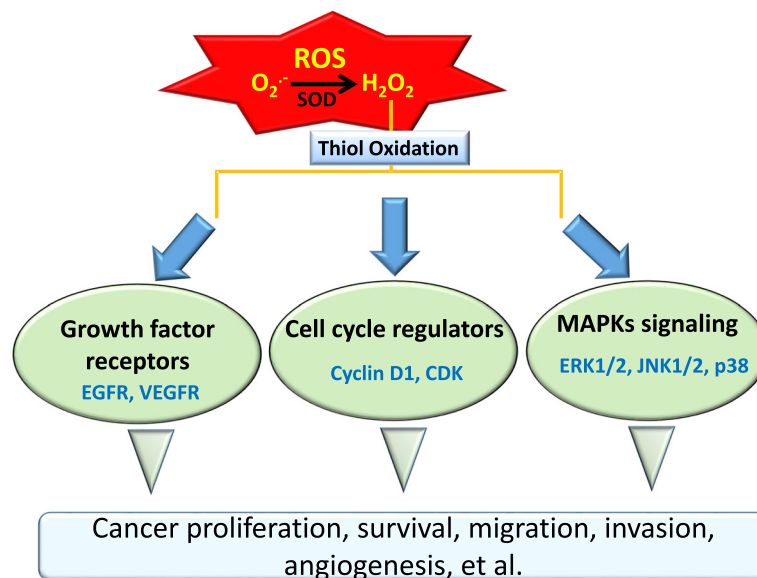 ROS
O₂·⁻ H₂O₂
SOD
Thiol Oxidation
Growth factor
receptors
EGFR, VEGFR
Cell cycle regulators
Cyclin D1, CDK
MAPKs signaling
ERK1/2, JNK1/2, p38
Cancer proliferation, survival, migration, invasion,
angiogenesis, et al.